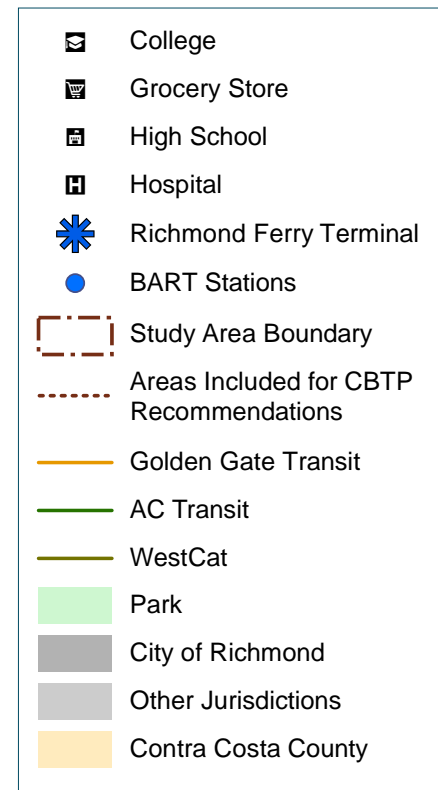 College
Grocery Store
High School
Hospital
Richmond Ferry Terminal
BART Stations
Study Area Boundary
Areas Included for CBTP
Recommendations
Golden Gate Transit
AC Transit
WestCat
Park
City of Richmond
Other Jurisdictions
Contra Costa County